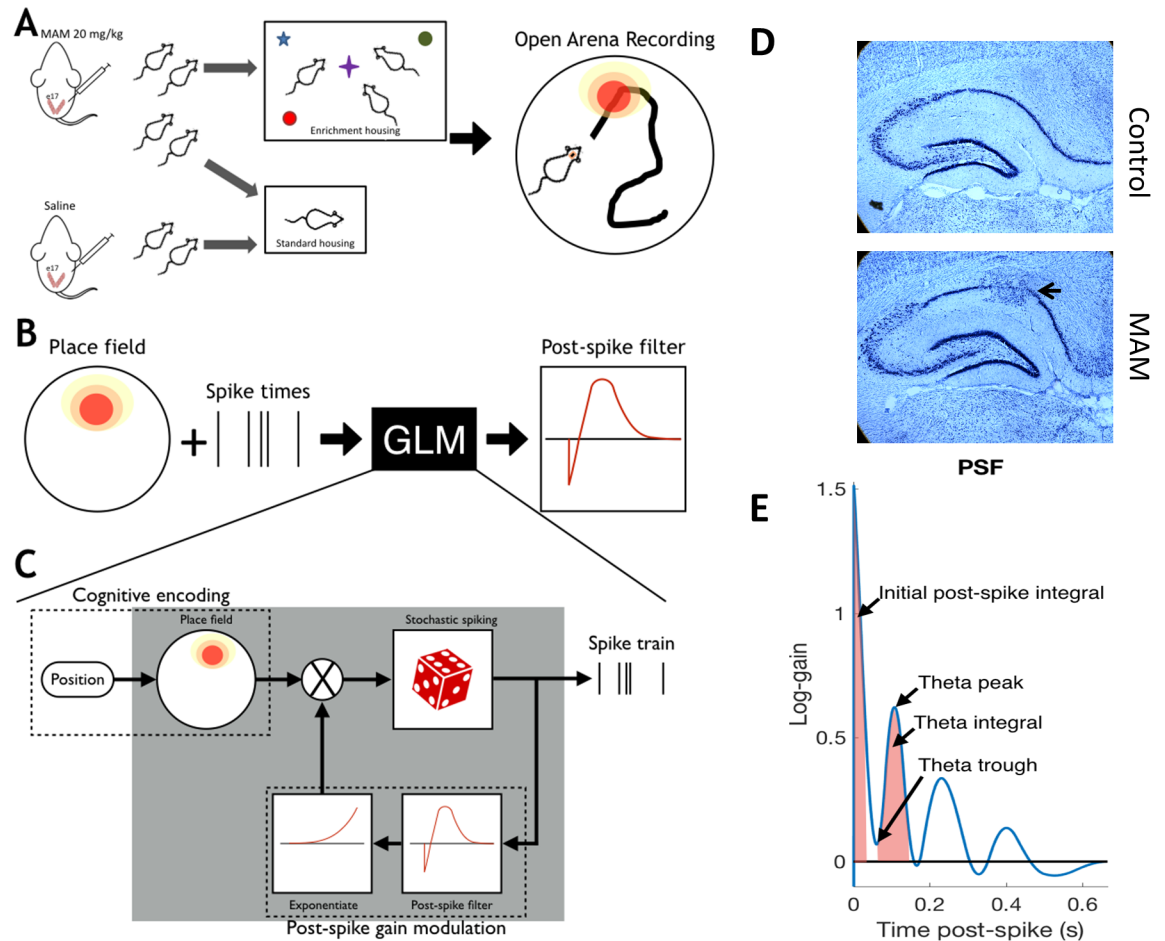 A
MAM 20 mg/kg
e17
Enrichment housing
Open Arena Recording
Saline
e17
Standard housing
B
Place field
Spike times
GLM
Post-spike filter
C
Cognitive encoding
Place field
Position
Stochastic spiking
Spike train
Exponentiate
Post-spike filter
Post-spike gain modulation
D
Control
MAM
E
PSF
Log-gain
1.5
1
0.5
0
Initial post-spike integral
Theta peak
Theta integral
Theta trough
0
0.2
0.4
0.6
Time post-spike (s)